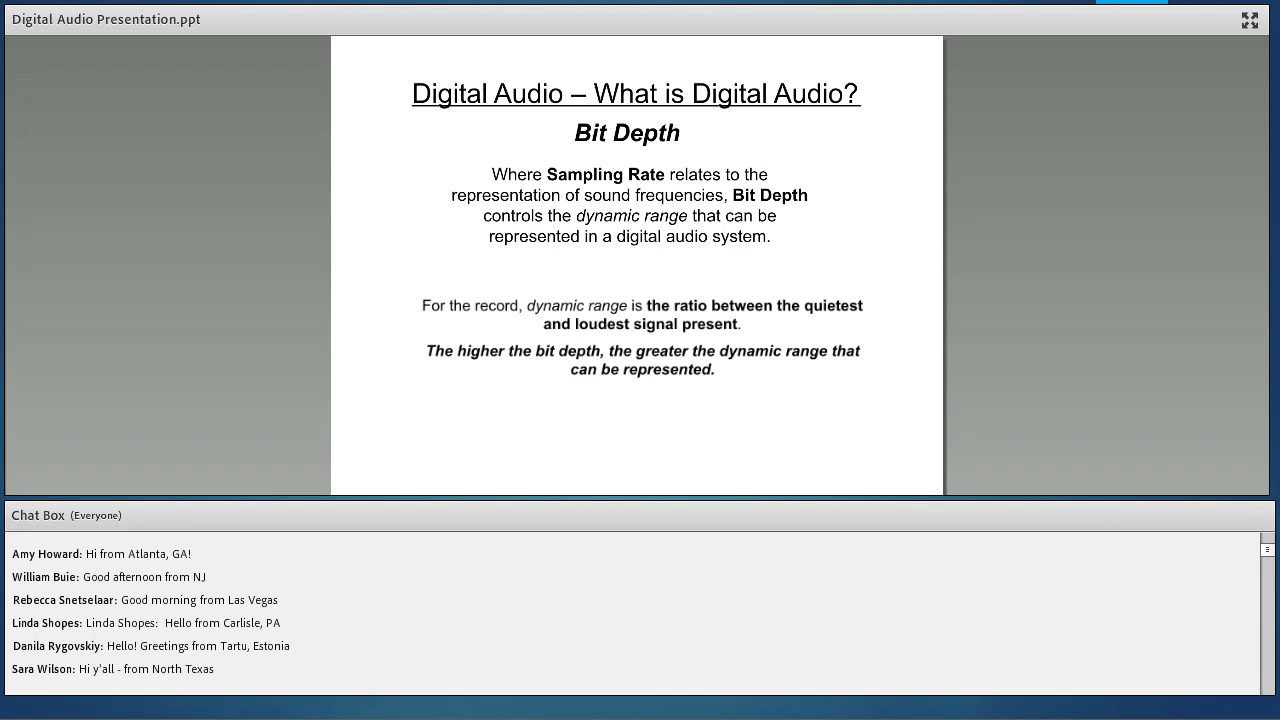 Digital Audio Presentation.ppt
Digital Audio – What is Digital Audio?
Bit Depth
Where Sampling Rate relates to the
representation of sound frequencies, Bit Depth
controls the dynamic range that can be
represented in a digital audio system.
For the record, dynamic range is the ratio between the quietest
and loudest signal present.
The higher the bit depth, the greater the dynamic range that
can be represented.
Chat Box (Everyone)
Amy Howard: Hi from Atlanta, GA!
William Buie: Good afternoon from NJ
Rebecca Snetselaar: Good morning from Las Vegas
Linda Shopes: Linda Shopes:  Hello from Carlisle, PA
Danila Rygovskiy: Hello! Greetings from Tartu, Estonia
Sara Wilson: Hi y'all - from North Texas